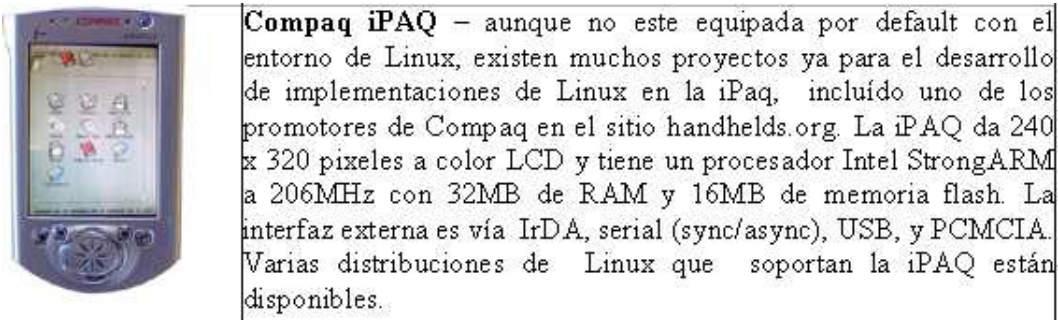 COMPAQ
Compaq iPAQ – aunque no este equipada por default con el
entorno de Linux, existen muchos proyectos ya para el desarrollo
de implementaciones de Linux en la iPaq, incluído uno de los
promotores de Compaq en el sitio handhelds.org. La iPAQ da 240
x 320 pixeles a color LCD y tiene un procesador Intel StrongARM
a 206MHz con 32MB de RAM y 16MB de memoria flash. La
interfaz externa es vía IrDA, serial (sync/async), USB, y PCMCIA.
Varias distribuciones de Linux que soportan la iPAQ están
disponibles.